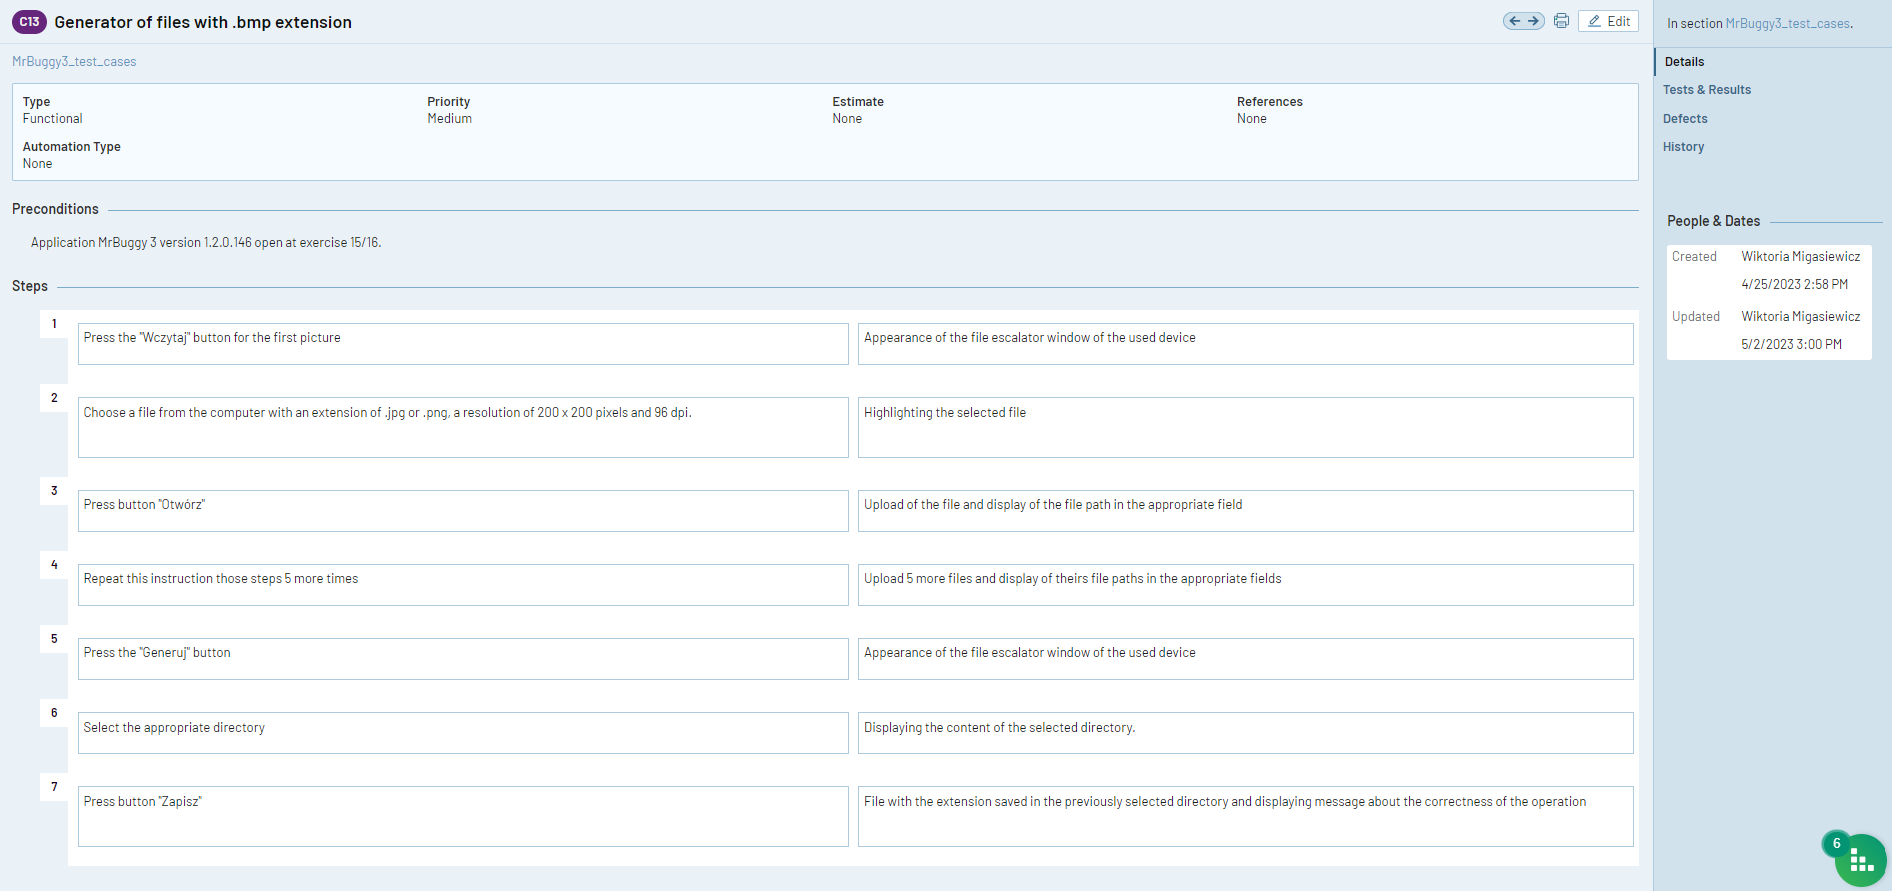 C13 Generator of files with .bmp extension
Edit
MrBuggy3_test_cases
Type
Functional
Priority
Medium
Estimate
None
References
None
Automation Type
None
Preconditions
Application MrBuggy 3 version 1.2.0.146 open at exercise 15/16.
Steps
1
Press the "Wczytaj" button for the first picture
Appearance of the file escalator window of the used device
2
Choose a file from the computer with an extension of .jpg or .png, a resolution of 200 x 200 pixels and 96 dpi.
Highlighting the selected file
3
Press button "Otwórz"
Upload of the file and display of the file path in the appropriate field
4
Repeat this instruction those steps 5 more times
Upload 5 more files and display of theirs file paths in the appropriate fields
5
Press the "Generuj" button
Appearance of the file escalator window of the used device
6
Select the appropriate directory
Displaying the content of the selected directory.
7
Press button "Zapisz"
File with the extension saved in the previously selected directory and displaying message about the correctness of the operation
In section MrBuggy3_test_cases.
Details
Tests & Results
Defects
History
People & Dates
Created
Wiktoria Migasiewicz
4/25/2023 2:58 PM
Updated
Wiktoria Migasiewicz
5/2/2023 3:00 PM
6